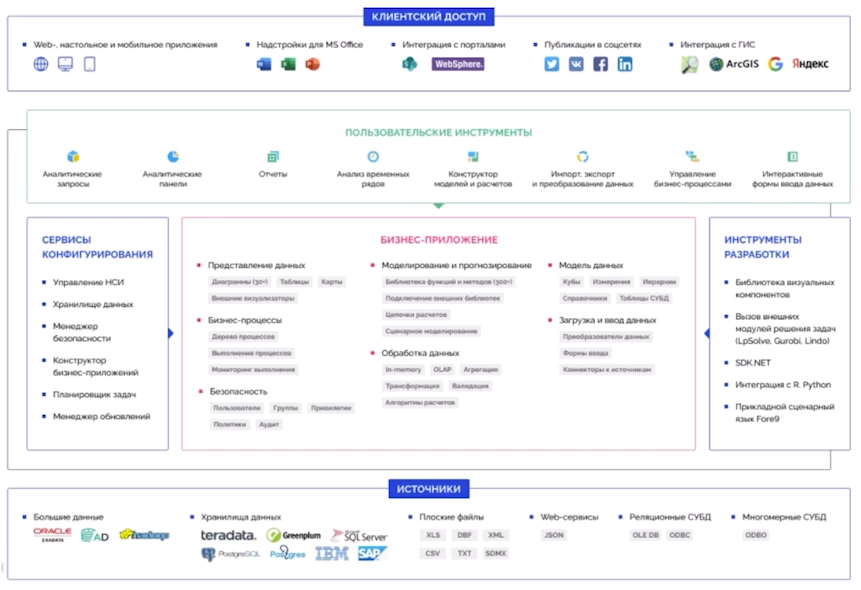 КЛИЕНТСКИЙ ДОСТУП
Web-, настольное и мобильное приложения
Надстройки для MS Office
Интеграция с порталами
WebSphere.
Публикации в соцсетях
Интеграция с ГИС
ArcGIS
Яндекс
ПОЛЬЗОВАТЕЛЬСКИЕ ИНСТРУМЕНТЫ
Аналитические
запросы
Аналитические
панели
Отчеты
Анализ временных
рядов
Конструктор
моделей и расчетов
Импорт, экспорт
и преобразование данных
Управление
бизнес-процессами
Интерактивные
формы ввода данных
СЕРВИСЫ
КОНФИГУРИРОВАНИЯ
Управление НСИ
Хранилище данных
Менеджер
безопасности
Конструктор
бизнес-приложений
Планировщик задач
Менеджер обновлений
БИЗНЕС-ПРИЛОЖЕНИЕ
Представление данных
Диаграммы (30+) Таблицы Карты
Внешние визуализаторы
Бизнес-процессы
Дерево процессов
Выполнение процессов
Мониторинг выполнения
Безопасность
Пользователи Группы Привилегии
Политики Аудит
Моделирование и прогнозирование
Библиотека функций и методов (300+)
Подключение внешних библиотек
Цепочки расчетов
Сценарное моделирование
Обработка данных
In-memory OLAP Агрегация
Трансформация Валидация
Алгоритмы расчетов
Модель данных
Кубы Измерения Иерархии
Справочники Таблицы СУБД
Загрузка и ввод данных
Преобразователи данных
Формы ввода
Коннекторы к источникам
ИНСТРУМЕНТЫ
РАЗРАБОТКИ
Библиотека визуальных
компонентов
Вызов внешних
модулей решения задач
(LpSolve, Gurobi, Lindo)
SDK.NET
Интеграция с R. Python
Прикладной сценарный
язык Fore9
ИСТОЧНИКИ
Большие данные
ORACLE
EXADATA
AD
hadoop
Хранилища данных
teradata.
Greenplum
SQL Server
PostgreSQL
Postgres
IBM
SAP
Плоские файлы
XLS DBF XML
CSV TXT SDMX
Web-сервисы
JSON
Реляционные СУБД
OLE DB ODBC
Многомерные СУБД
ODBO